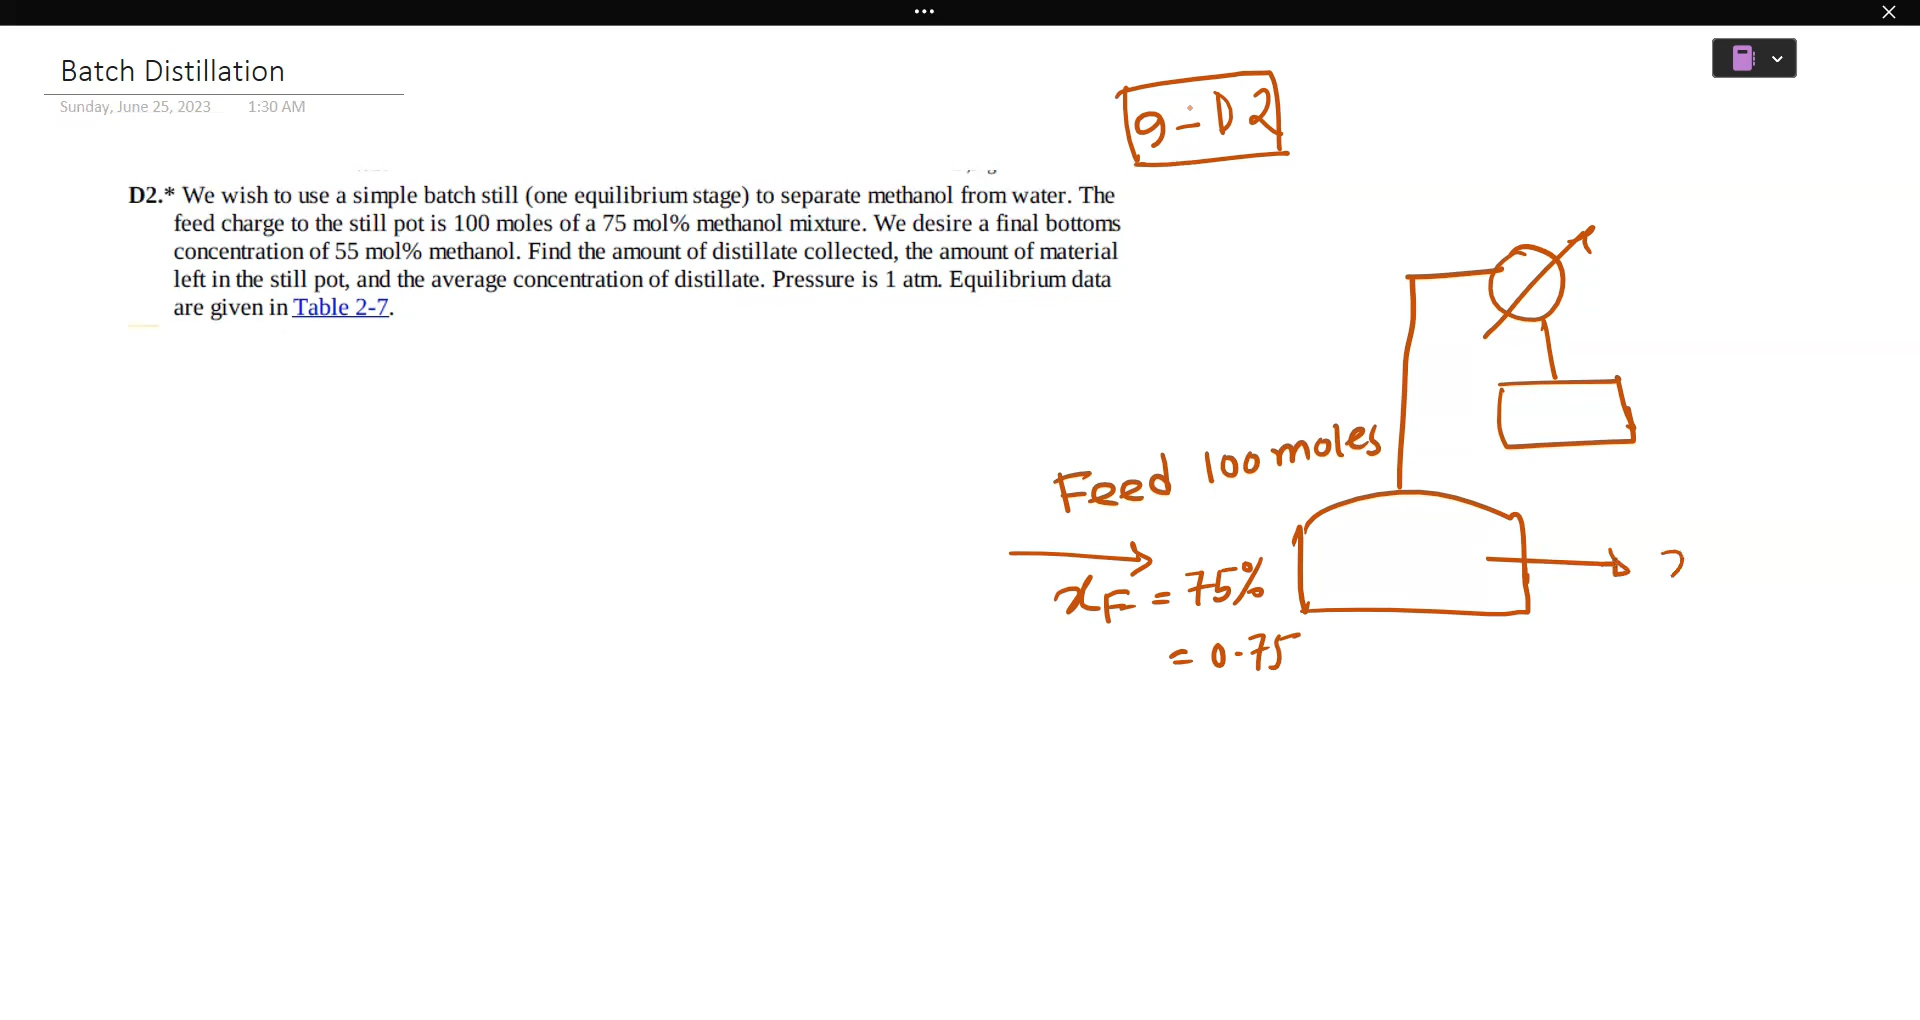 Batch Distillation
Sunday, June 25, 2023 1:30 AM
9-D2
D2.* We wish to use a simple batch still (one equilibrium stage) to separate methanol from water. The
feed charge to the still pot is 100 moles of a 75 mol% methanol mixture. We desire a final bottoms
concentration of 55 mol% methanol. Find the amount of distillate collected, the amount of material
left in the still pot, and the average concentration of distillate. Pressure is 1 atm. Equilibrium data
are given in Table 2-7.
Feed 100 moles
xF = 75%
= 0.75